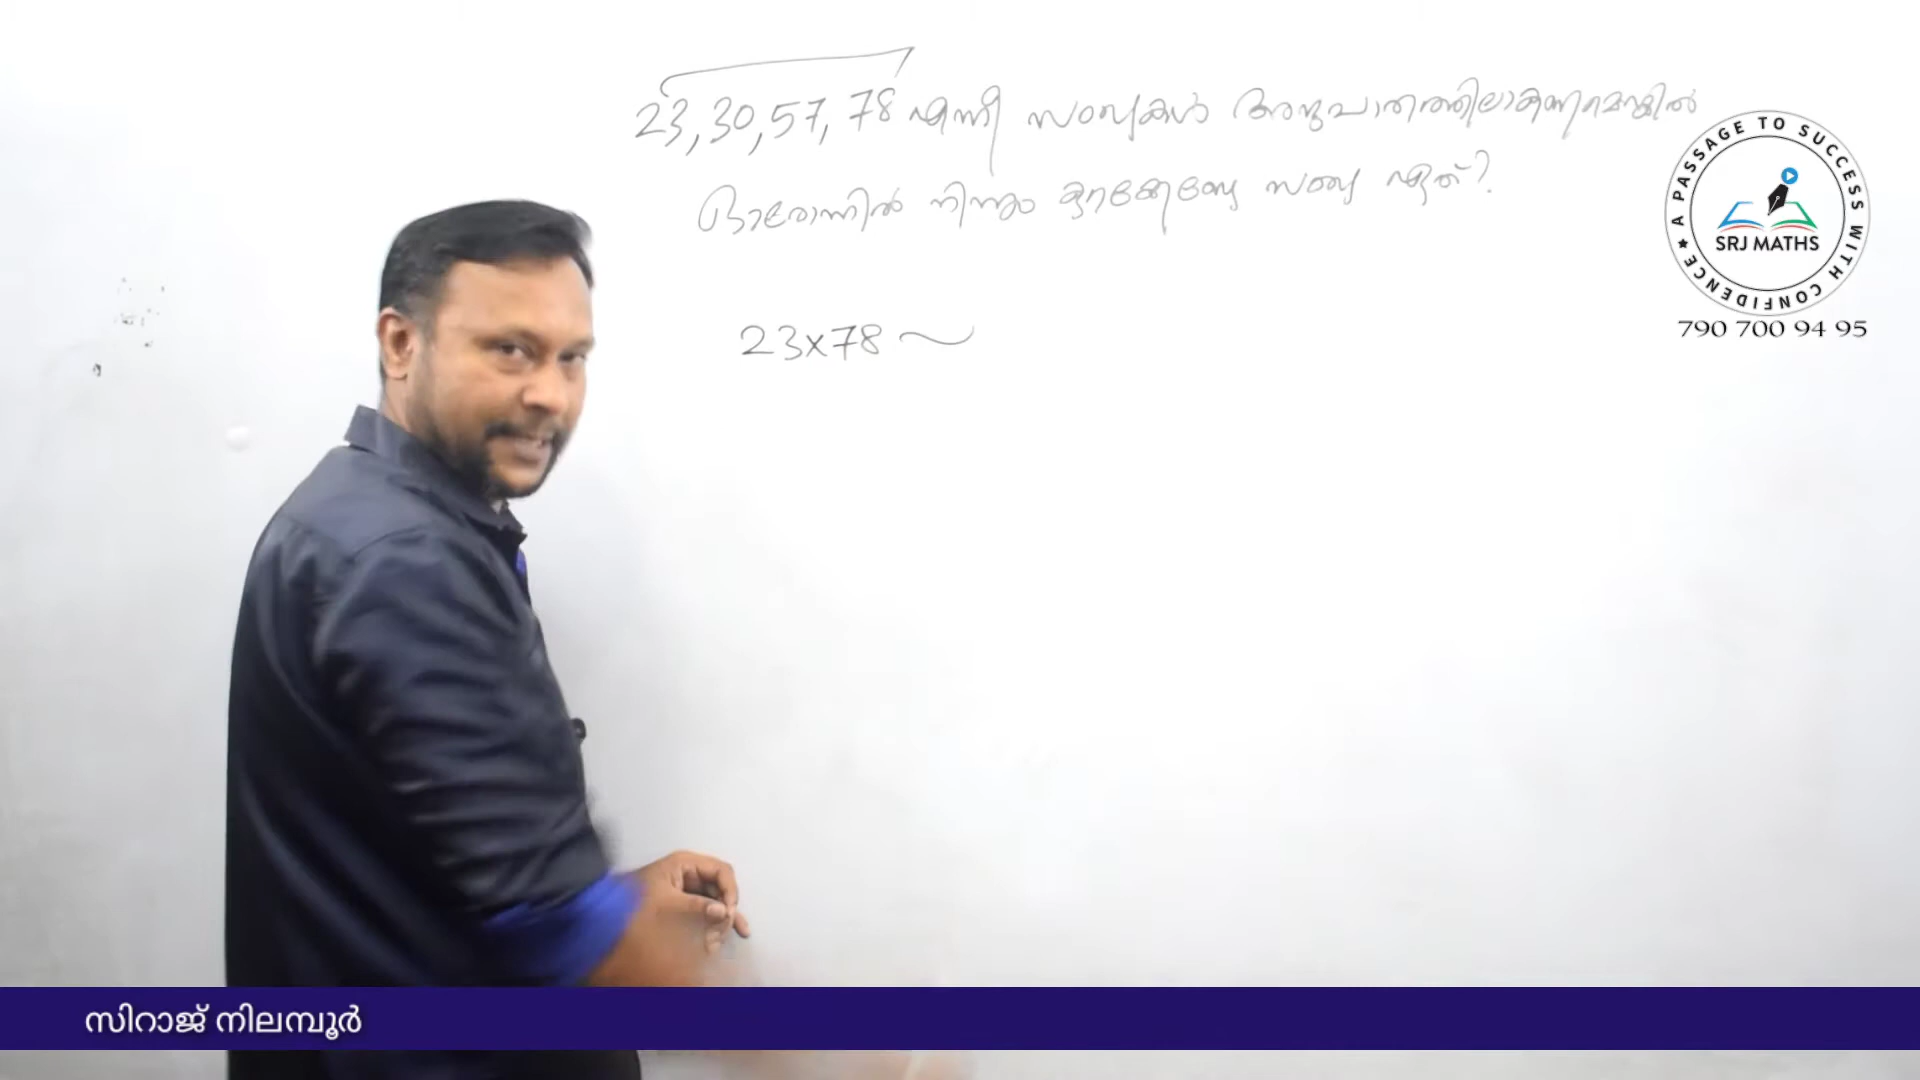 23, 30, 57, 78 എന്നീ സംഖ്യകൾ അനുപാതത്തിലാകണമെങ്കിൽ
ഓരോന്നിൽ നിന്നും കുറക്കേണ്ട സംഖ്യ ഏത്?
23x78 ~
A PASSAGE TO SUCCESS WITH CONFIDENCE ★
SRJ MATHS
790 700 94 95
സിറാജ് നിലമ്പൂർ